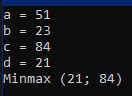 a = 51
b = 23
c = 84
d = 21
Minmax (21; 84)